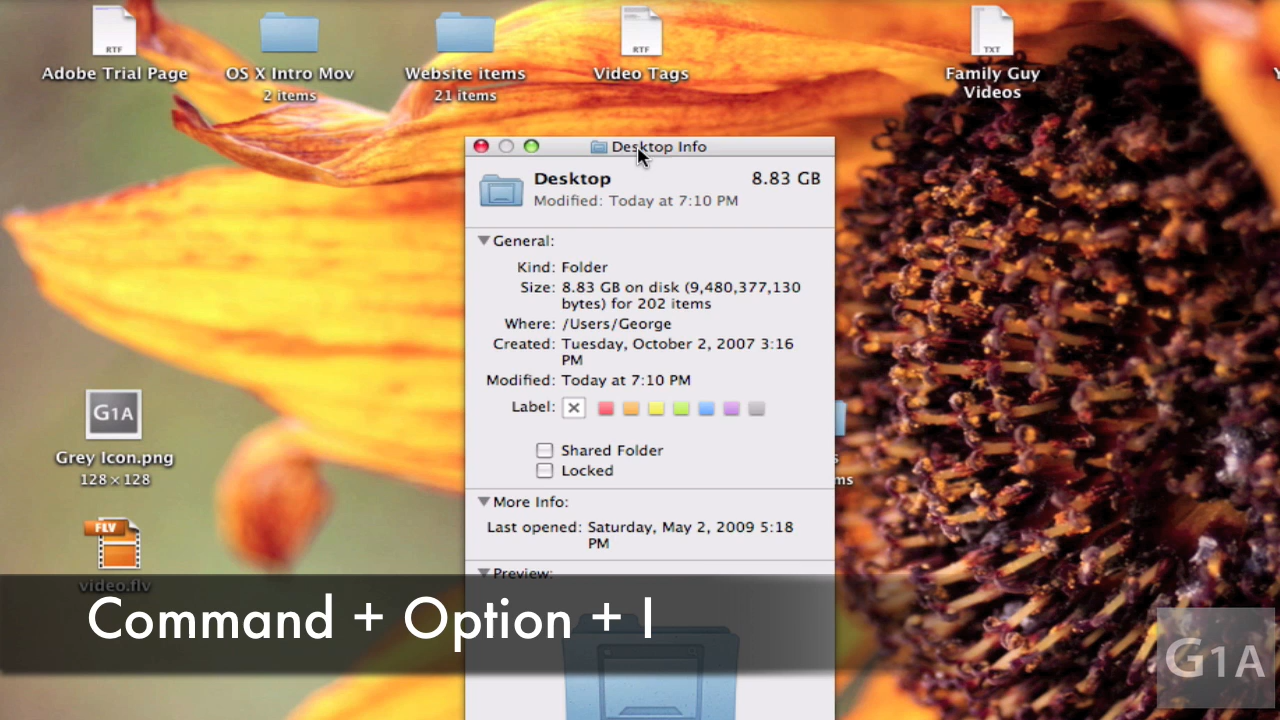 RTF
Adobe Trial Page
OS X Intro Mov
2 items
Website items
21 items
RTF
Video Tags
TXT
Family Guy
Videos
Y
Desktop Info
Desktop
8.83 GB
Modified: Today at 7:10 PM
General:
Kind: Folder
Size: 8.83 GB on disk (9,480,377,130
bytes) for 202 items
Where: /Users/George
Created: Tuesday, October 2, 2007 3:16
PM
Modified: Today at 7:10 PM
Label:
Shared Folder
Locked
More Info:
Last opened: Saturday, May 2, 2009 5:18
PM
Preview:
G1A
Grey Icon.png
128 × 128
s
ms
FLV
video.flv
Command + Option + I
G1A